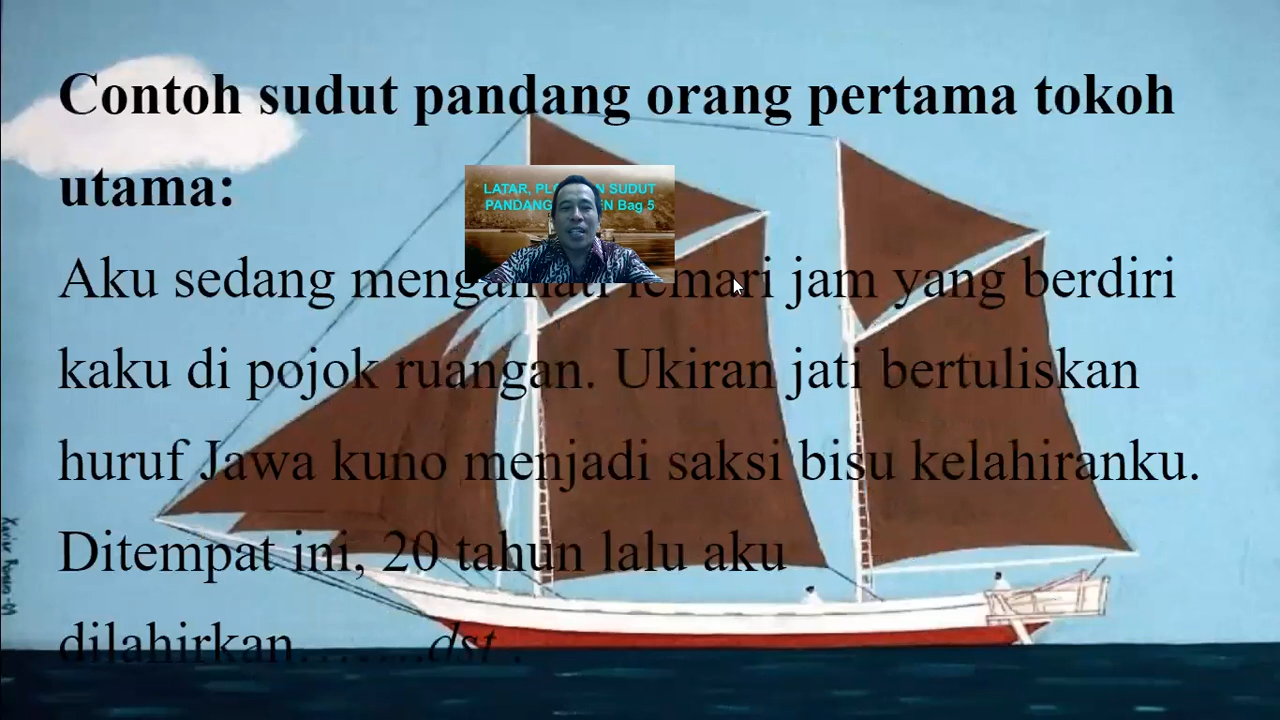 Contoh sudut pandang orang pertama tokoh
utama:
LATAR, SUDUT
PANDANG Bag 5
Aku sedang mengamati lemari jam yang berdiri
kaku di pojok ruangan. Ukiran jati bertuliskan
huruf Jawa kuno menjadi saksi bisu kelahiranku.
Ditempat ini, 20 tahun lalu aku
dilahirkan........dst .